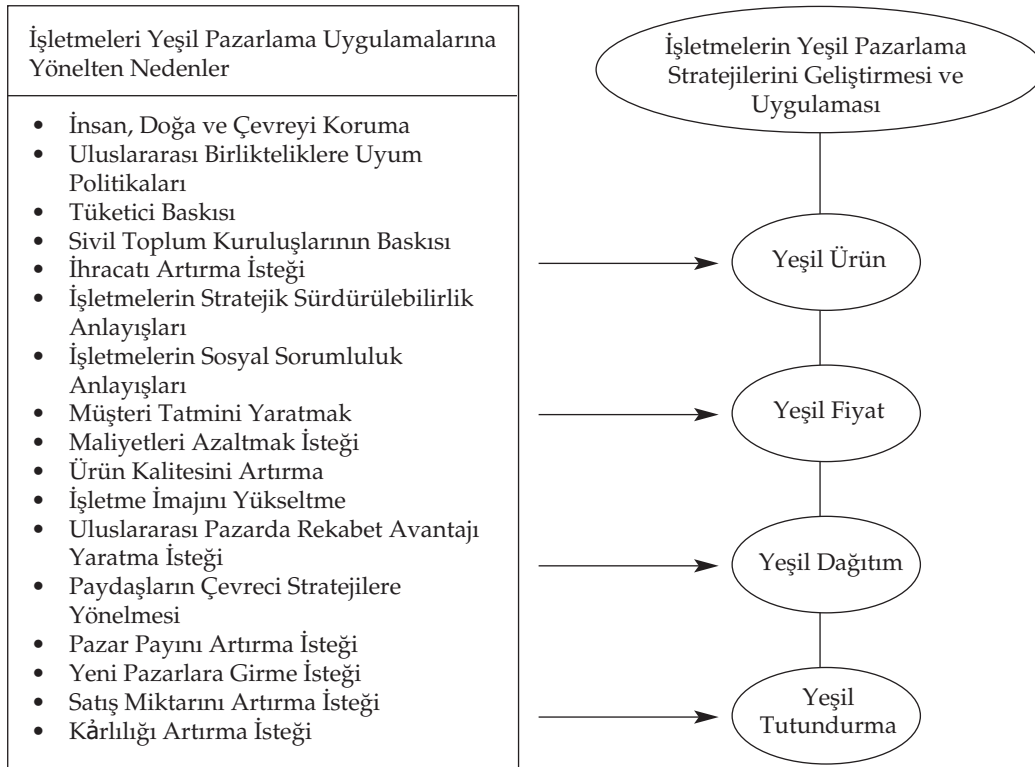 İşletmeleri Yeşil Pazarlama Uygulamalarına
Yönelten Nedenler
• İnsan, Doğa ve Çevreyi Koruma
• Uluslararası Birlikteliklere Uyum
Politikaları
• Tüketici Baskısı
• Sivil Toplum Kuruluşlarının Baskısı
• İhracatı Artırma İsteği
• İşletmelerin Stratejik Sürdürülebilirlik
Anlayışları
• İşletmelerin Sosyal Sorumluluk
Anlayışları
• Müşteri Tatmini Yaratmak
• Maliyetleri Azaltmak İsteği
• Ürün Kalitesini Artırma
• İşletme İmajını Yükseltme
• Uluslararası Pazarda Rekabet Avantajı
Yaratma İsteği
• Paydaşların Çevreci Stratejilere
Yönelmesi
• Pazar Payını Artırma İsteği
• Yeni Pazarlara Girme İsteği
• Satış Miktarını Artırma İsteği
• Kảrlılığı Artırma İsteği
İşletmelerin Yeşil Pazarlama
Stratejilerini Geliştirmesi ve
Uygulaması
Yeşil Ürün
Yeşil Fiyat
Yeşil Dağıtım
Yeşil
Tutundurma